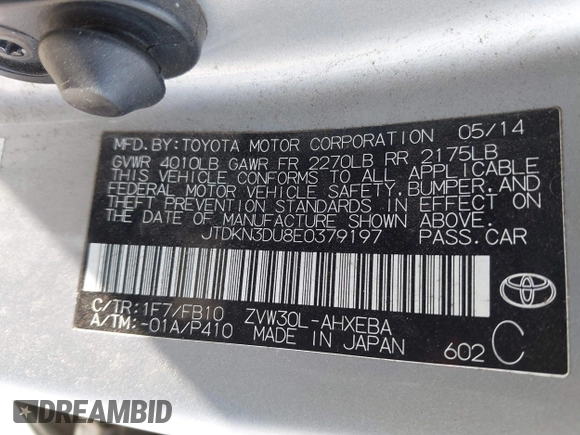 MFD.BY:TOYOTA MOTOR CORPORATION 05/14
GVWR 4010LB GAWR FR 2270LB RR 2175LB
THIS VEHICLE CONFORMS TO ALL APPLICABLE
FEDERAL MOTOR VEHICLE SAFETY,BUMPER,AND
THEFT PREVENTION STANDARDS IN EFFECT ON
THE DATE OF MANUFACTURE SHOWN ABOVE.
JTDKN3DU8E0379197 PASS.CAR
C/TR:1F7/FB10 ZVW30L-AHXEBA
A/TM:-01A/P410 MADE IN JAPAN 602 C
TOYOTA
DREAMBID